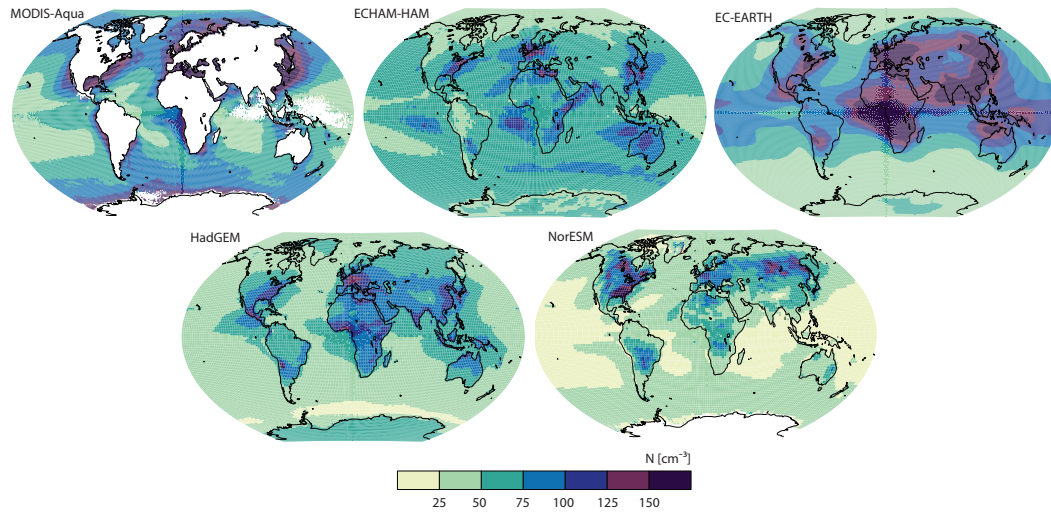 MODIS-Aqua
ECHAM-HAM
EC-EARTH
HadGEM
NorESM
N [cm⁻³]
25 50 75 100 125 150